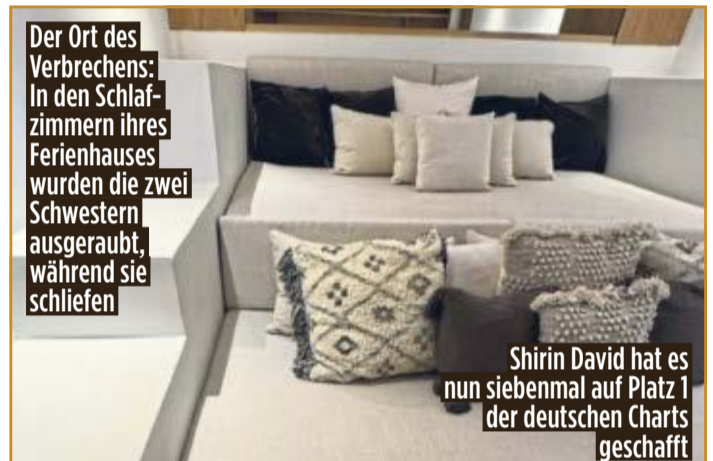 Der Ort des
Verbrechens:
In den Schlaf-
zimmern ihres
Ferienhauses
wurden die zwei
Schwestern
ausgeraubt,
während sie
schliefen
Shirin David hat es
nun siebenmal auf Platz 1
der deutschen Charts
geschafft